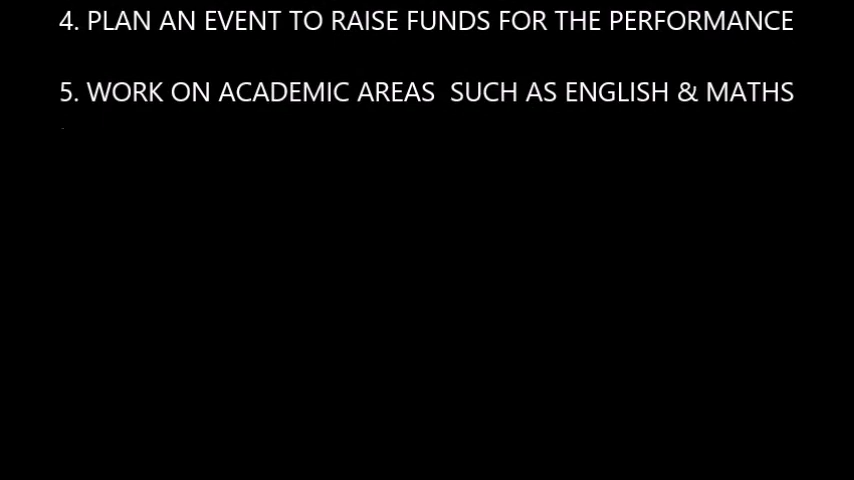 4. PLAN AN EVENT TO RAISE FUNDS FOR THE PERFORMANCE
5. WORK ON ACADEMIC AREAS  SUCH AS ENGLISH & MATHS